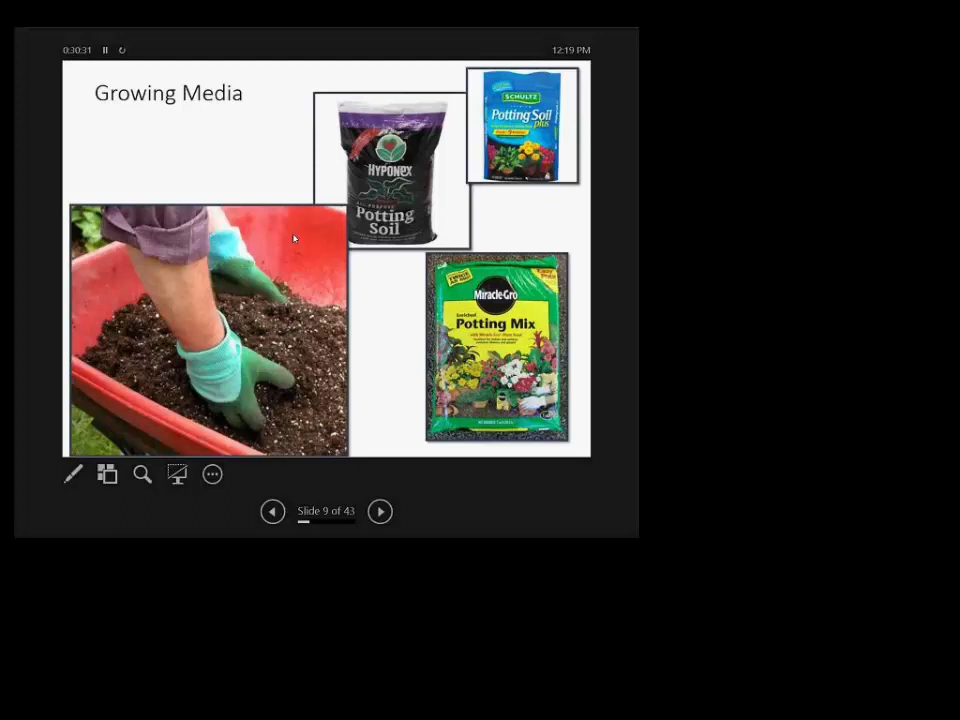 0:30:31
12:19 PM
Growing Media
SCHULTZ
Potting Soil
plus
HYPONEX
Potting
Soil
Miracle-Gro
Enriched
Potting Mix
Slide 9 of 43